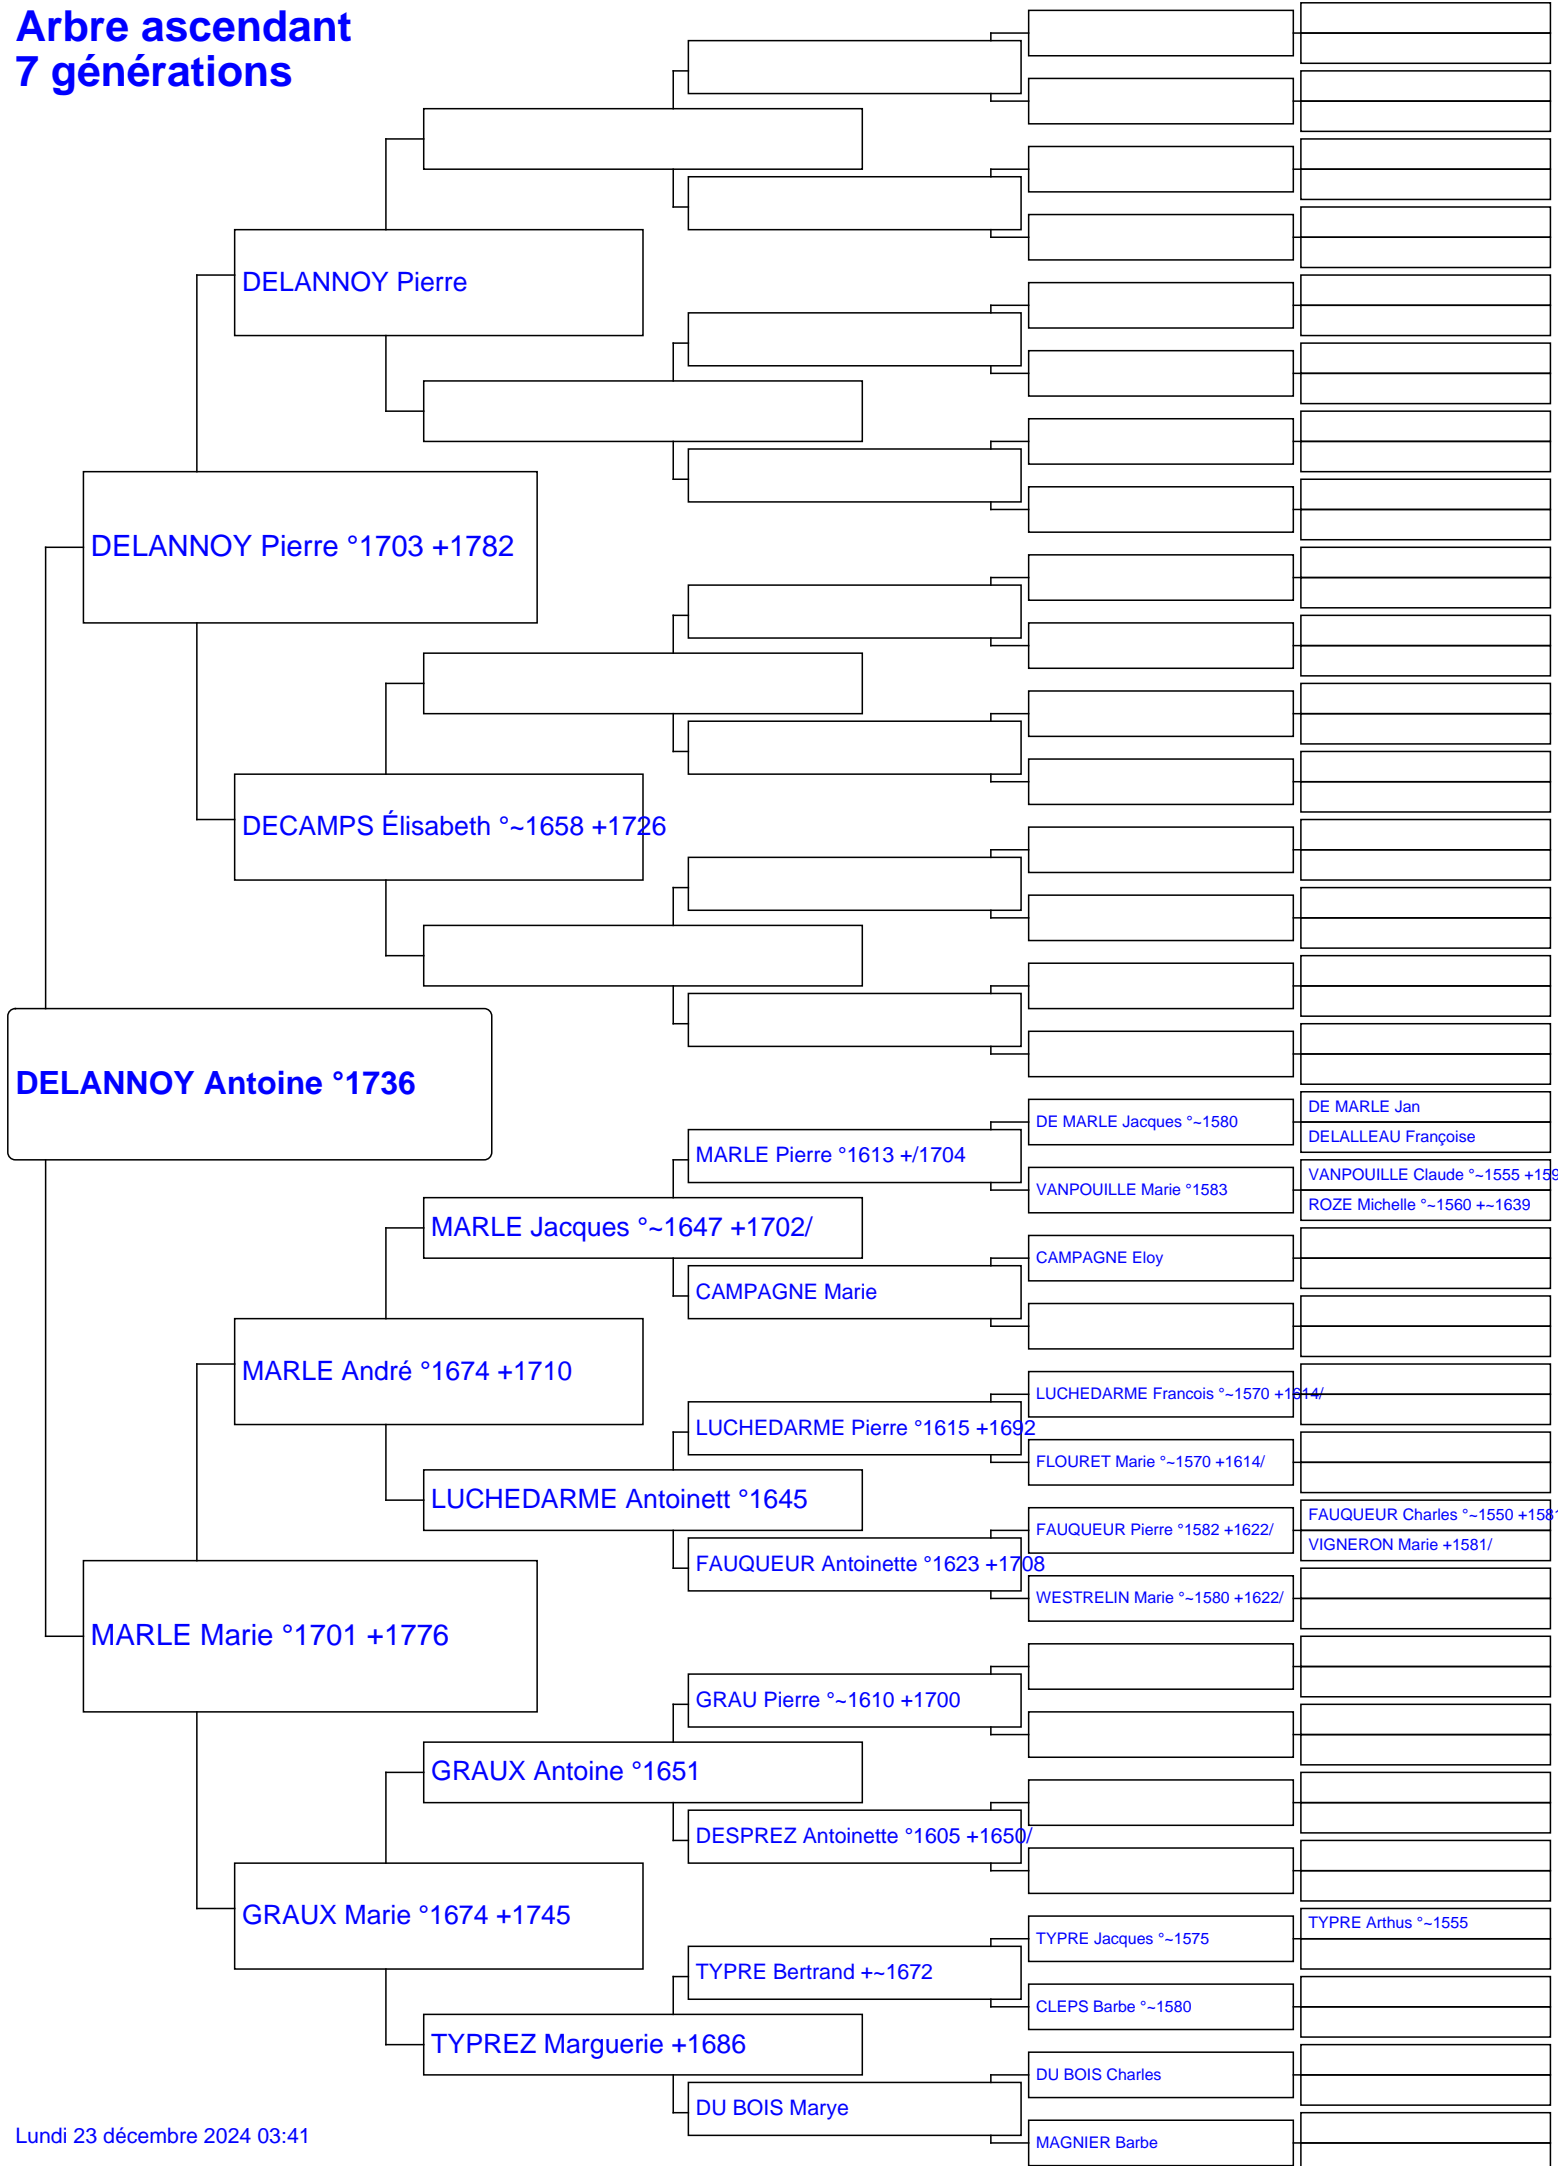 Arbre ascendant
7 générations
DELANNOY Pierre
DELANNOY Pierre °1703 +1782
DECAMPS Élisabeth °~1658 +1726
DELANNOY Antoine °1736
DE MARLE Jan
DE MARLE Jacques °~1580
DELALLEAU Françoise
MARLE Pierre °1613 +/1704
VANPOUILLE Claude °~1555 +159
VANPOUILLE Marie °1583
ROZE Michelle °~1560 +~1639
MARLE Jacques °~1647 +1702/
CAMPAGNE Eloy
CAMPAGNE Marie
MARLE André °1674 +1710
LUCHEDARME Francois °~1570 +1614/
LUCHEDARME Pierre °1615 +1692
FLOURET Marie °~1570 +1614/
LUCHEDARME Antoinett °1645
FAUQUEUR Charles °~1550 +1581
FAUQUEUR Pierre °1582 +1622/
VIGNERON Marie +1581/
FAUQUEUR Antoinette °1623 +1708
WESTRELIN Marie °~1580 +1622/
MARLE Marie °1701 +1776
GRAU Pierre °~1610 +1700
GRAUX Antoine °1651
DESPREZ Antoinette °1605 +1650/
GRAUX Marie °1674 +1745
TYPRE Arthus °~1555
TYPRE Jacques °~1575
TYPRE Bertrand +~1672
CLEPS Barbe °~1580
TYPREZ Marguerie +1686
DU BOIS Charles
DU BOIS Marye
MAGNIER Barbe
Lundi 23 décembre 2024 03:41